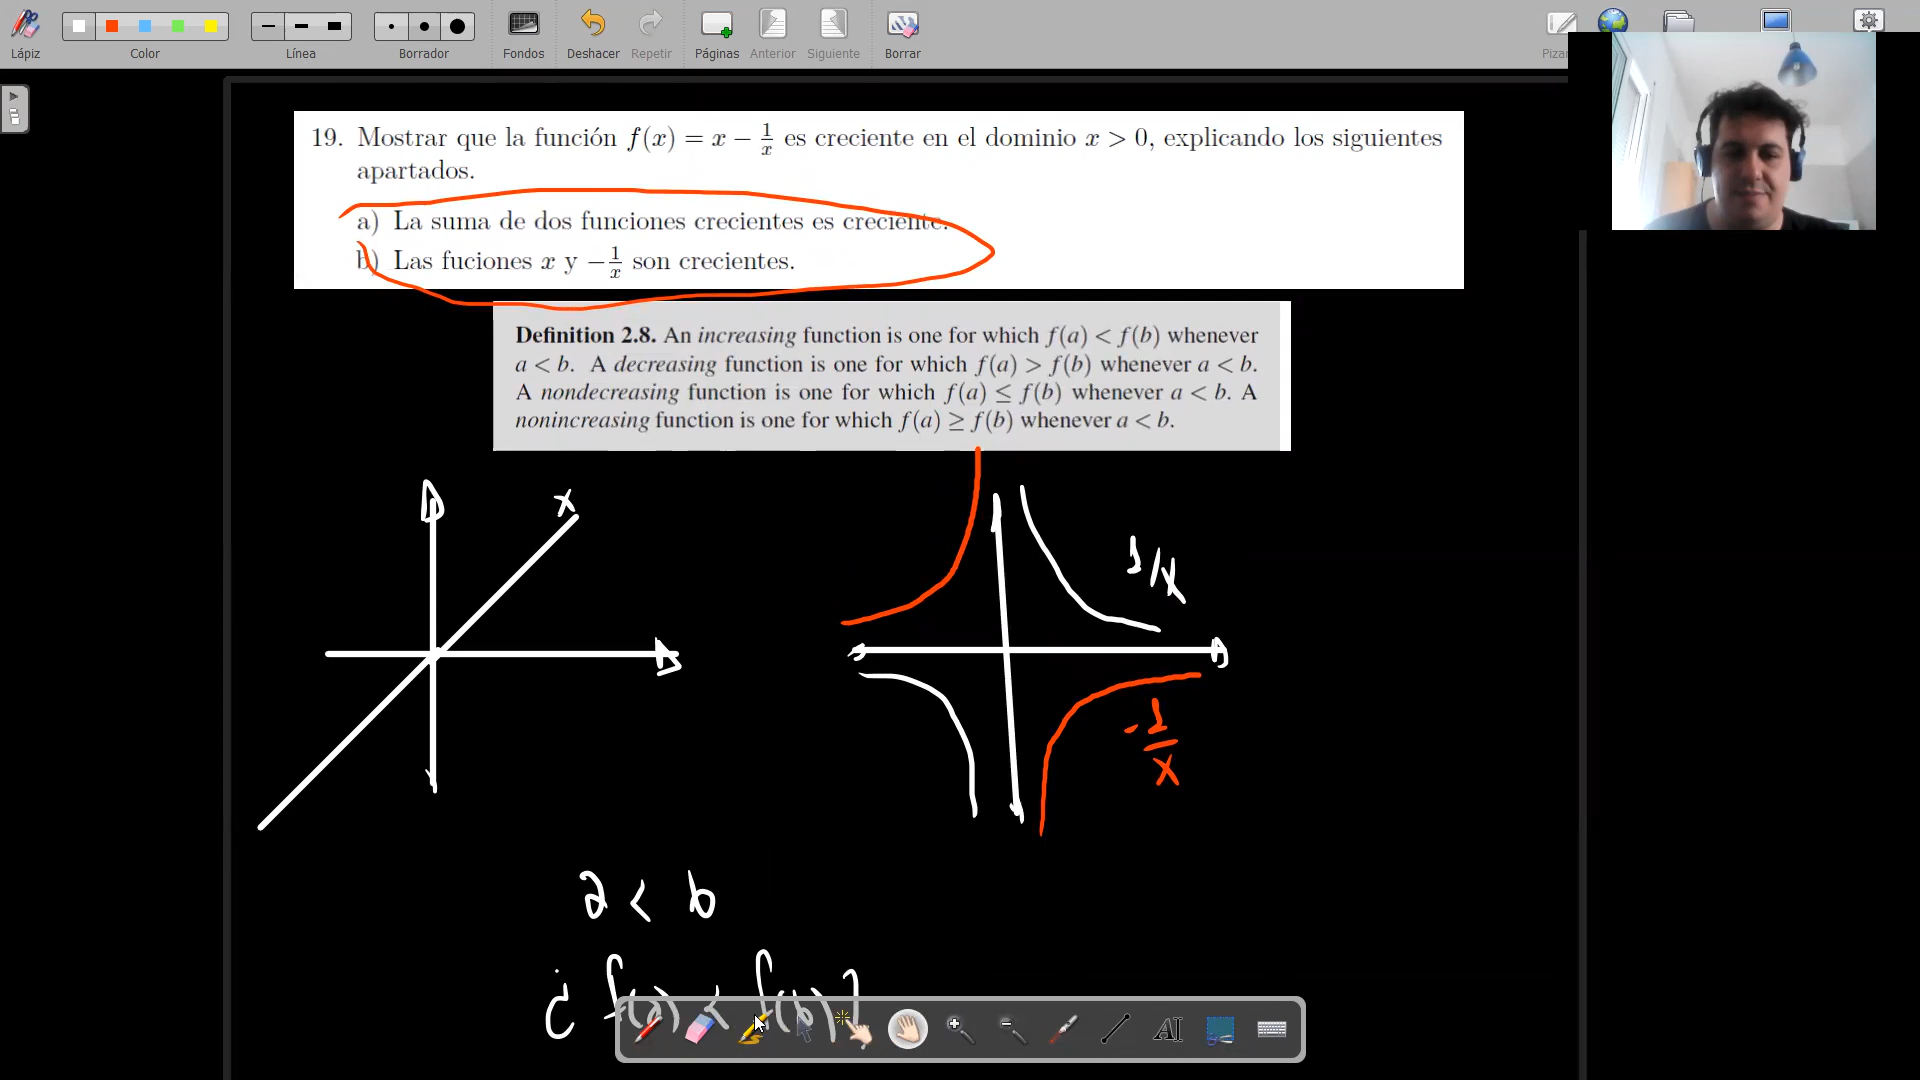 Lápiz
Color
Línea
Borrador
Fondos
Deshacer
Repetir
Páginas
Anterior
Siguiente
Borrar
19. Mostrar que la función f(x) = x − 1/x es creciente en el dominio x > 0, explicando los siguientes
apartados.
a) La suma de dos funciones crecientes es creciente.
b) Las fuciones x y −1/x son crecientes.
Definition 2.8. An increasing function is one for which f(a) < f(b) whenever
a < b. A decreasing function is one for which f(a) > f(b) whenever a < b.
A nondecreasing function is one for which f(a) ≤ f(b) whenever a < b. A
nonincreasing function is one for which f(a) ≥ f(b) whenever a < b.
x
1/x
-1/x
a < b
¿ f(a) < f(b)?
AI